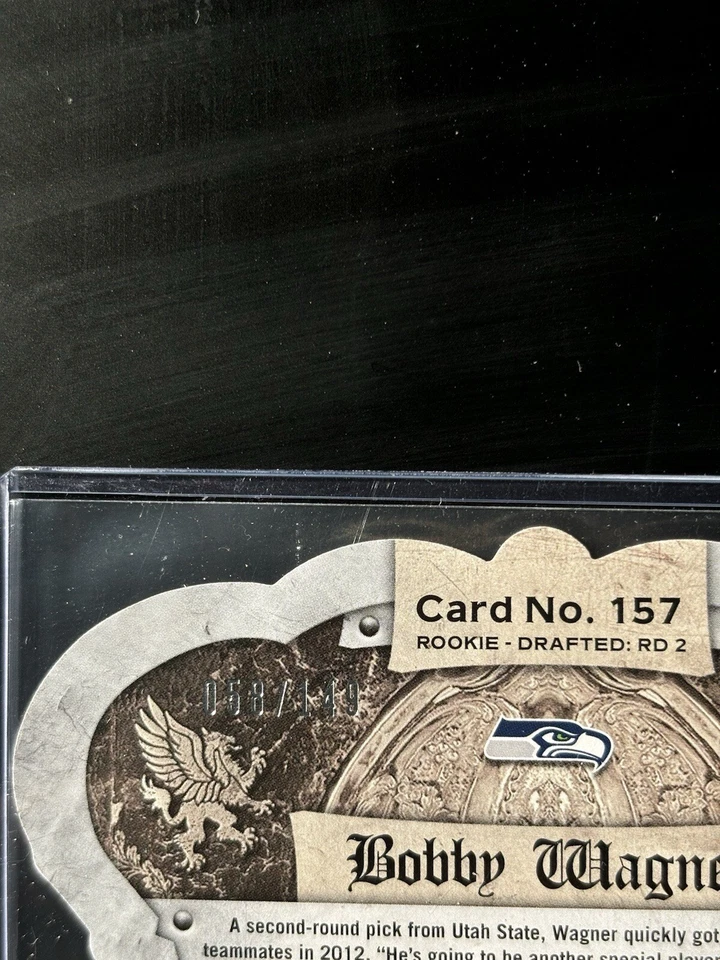 Card No. 157
ROOKIE - DRAFTED: RD 2
058/149
Bobby Wagne
A second-round pick from Utah State, Wagner quickly got
teammates in 2012. “He’s going to be another special player